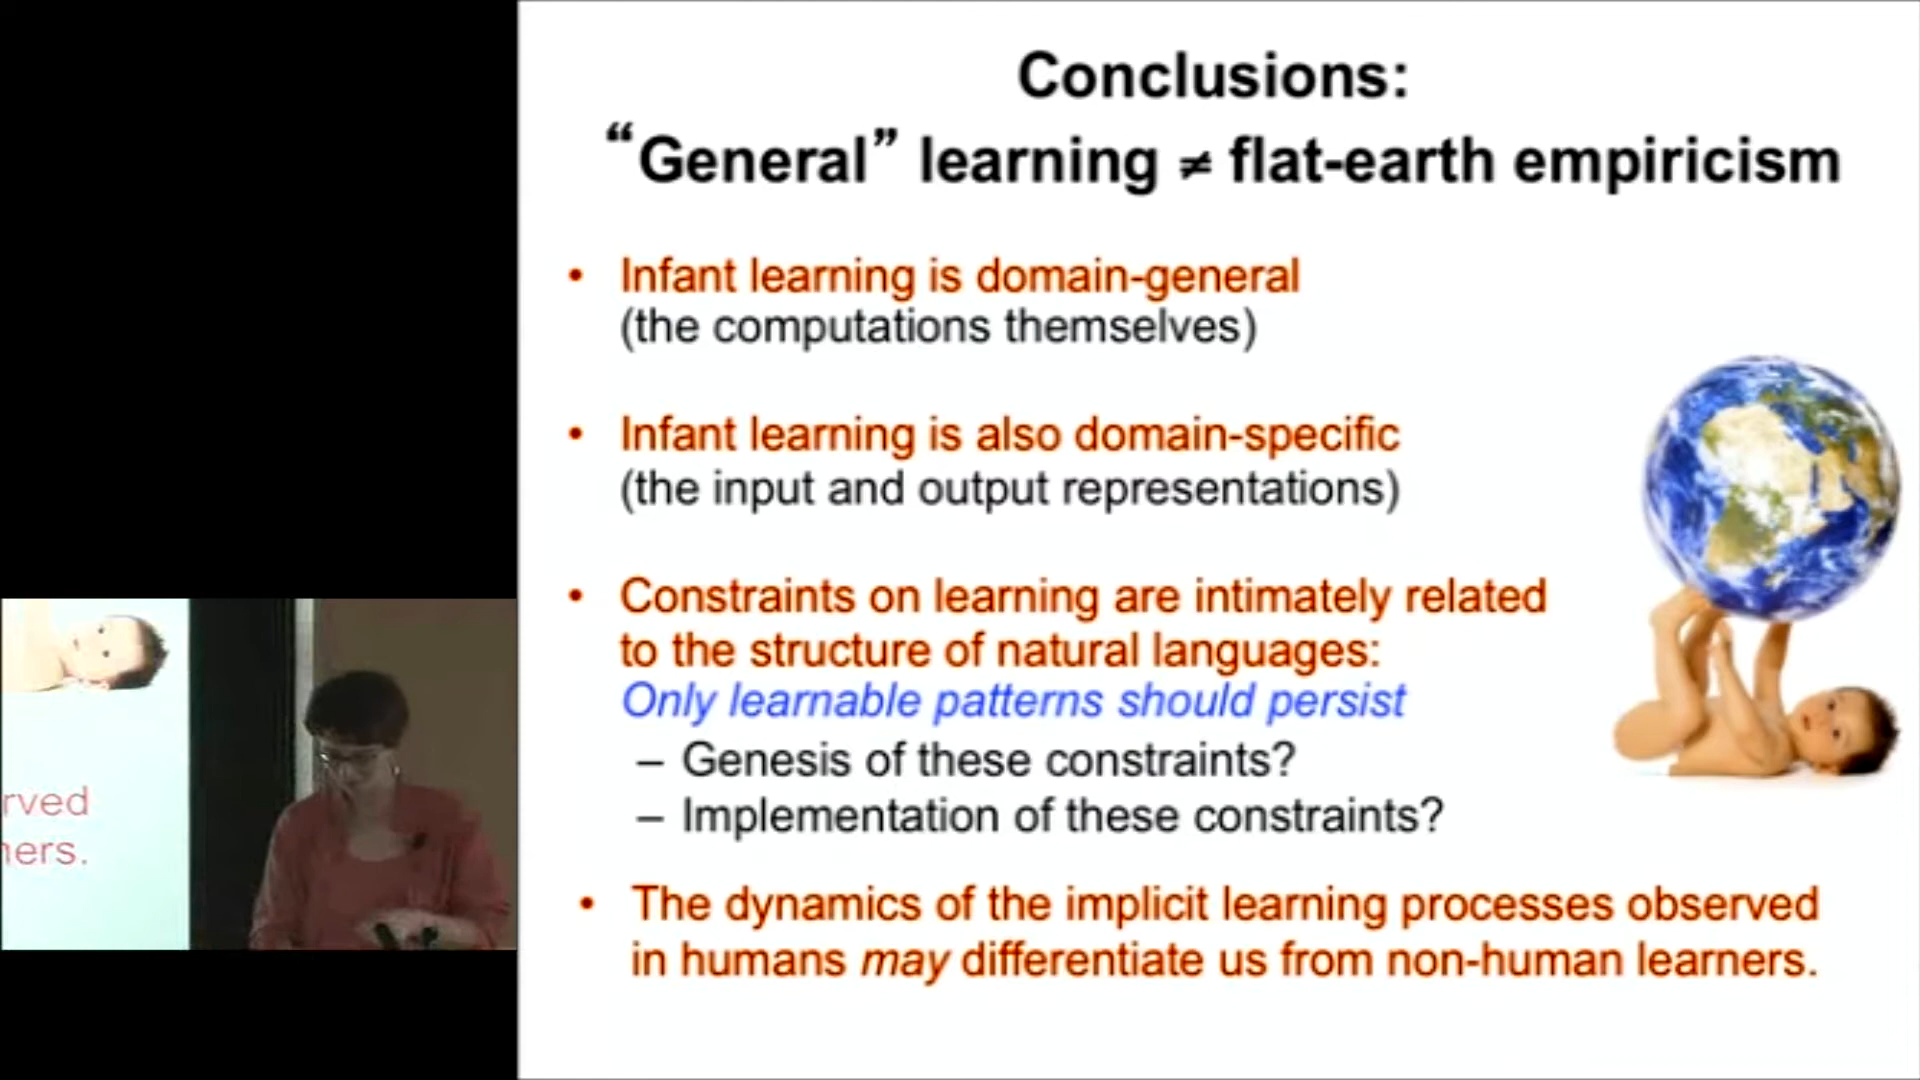 Conclusions:
“General” learning ≠ flat-earth empiricism
• Infant learning is domain-general
(the computations themselves)
• Infant learning is also domain-specific
(the input and output representations)
• Constraints on learning are intimately related
to the structure of natural languages:
Only learnable patterns should persist
– Genesis of these constraints?
– Implementation of these constraints?
• The dynamics of the implicit learning processes observed
in humans may differentiate us from non-human learners.
rved
ners.